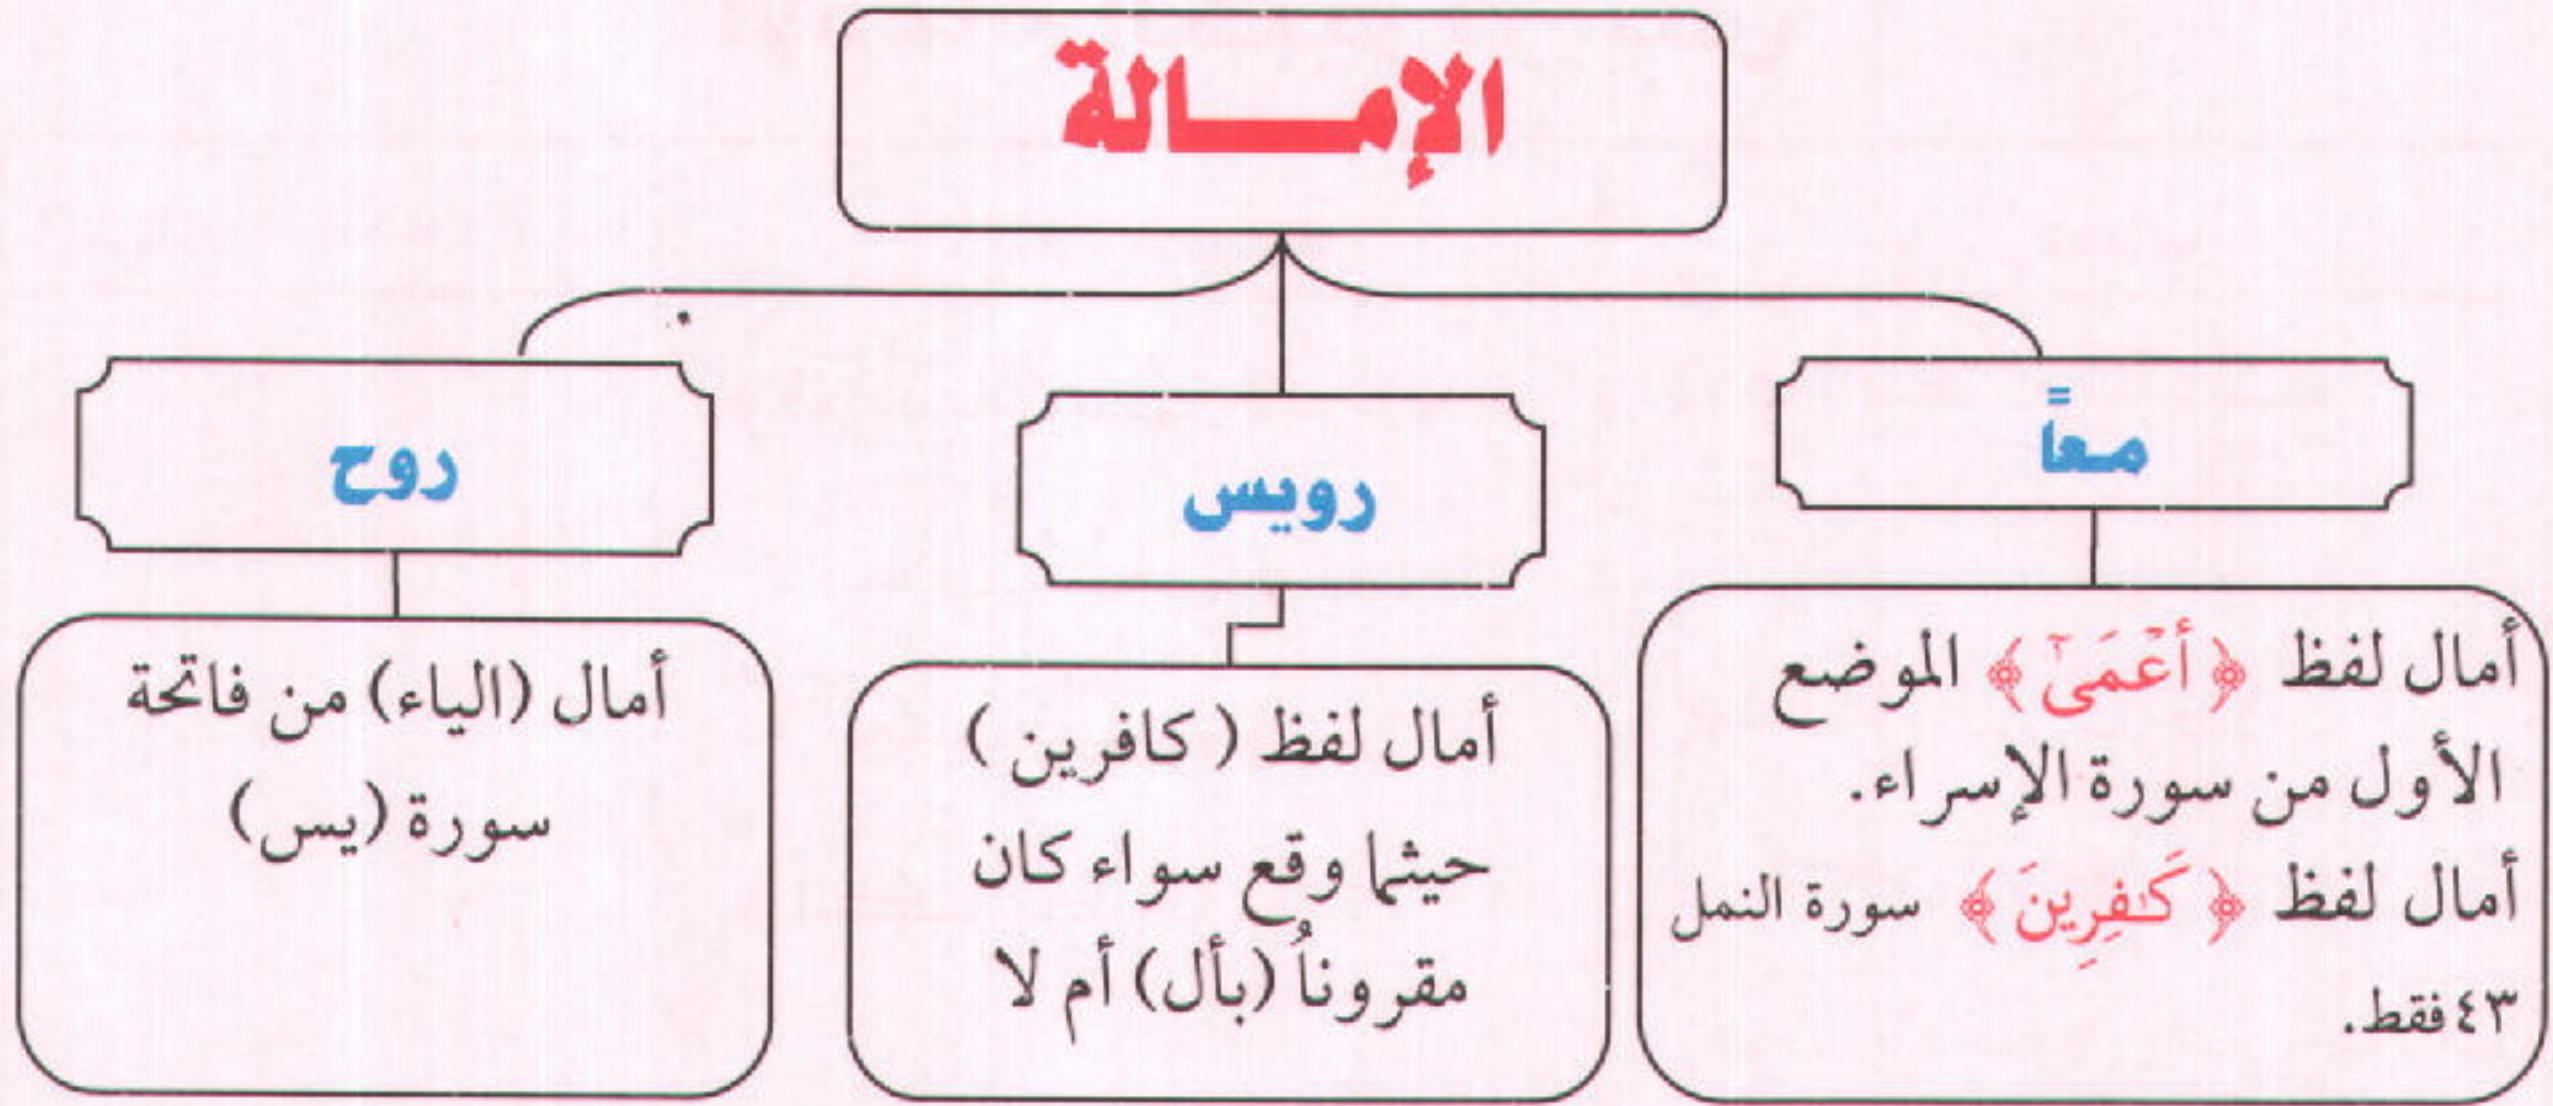 الإمـــالة
معاً
أمال لفظ ﴿ أَعْمَىٰٓ ﴾ الموضع
الأول من سورة الإسراء.
أمال لفظ ﴿ كَـٰفِرِينَ ﴾ سورة النمل
٤٣ فقط.
رويس
أمال لفظ ( كافرين )
حيثما وقع سواء كان
مقروناُ (بأل) أم لا
روح
أمال (الياء) من فاتحة
سورة (يس)